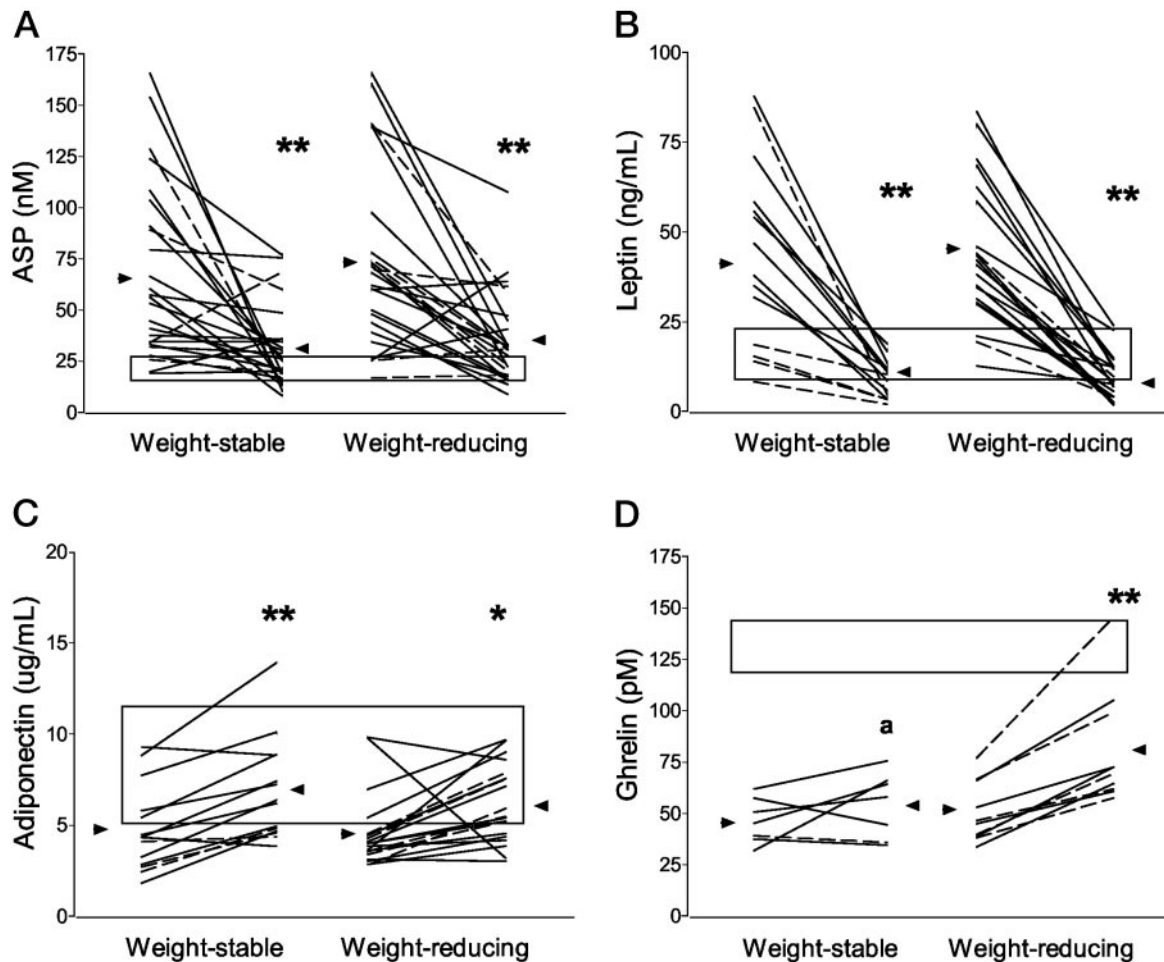 A
ASP (nM)
175
150
125
100
75
50
25
0
**
**
Weight-stable
Weight-reducing
B
Leptin (ng/mL)
100
75
50
25
0
**
**
Weight-stable
Weight-reducing
C
Adiponectin (ug/mL)
20
15
10
5
0
**
*
Weight-stable
Weight-reducing
D
Ghrelin (pM)
175
150
125
100
75
50
25
0
a
**
Weight-stable
Weight-reducing